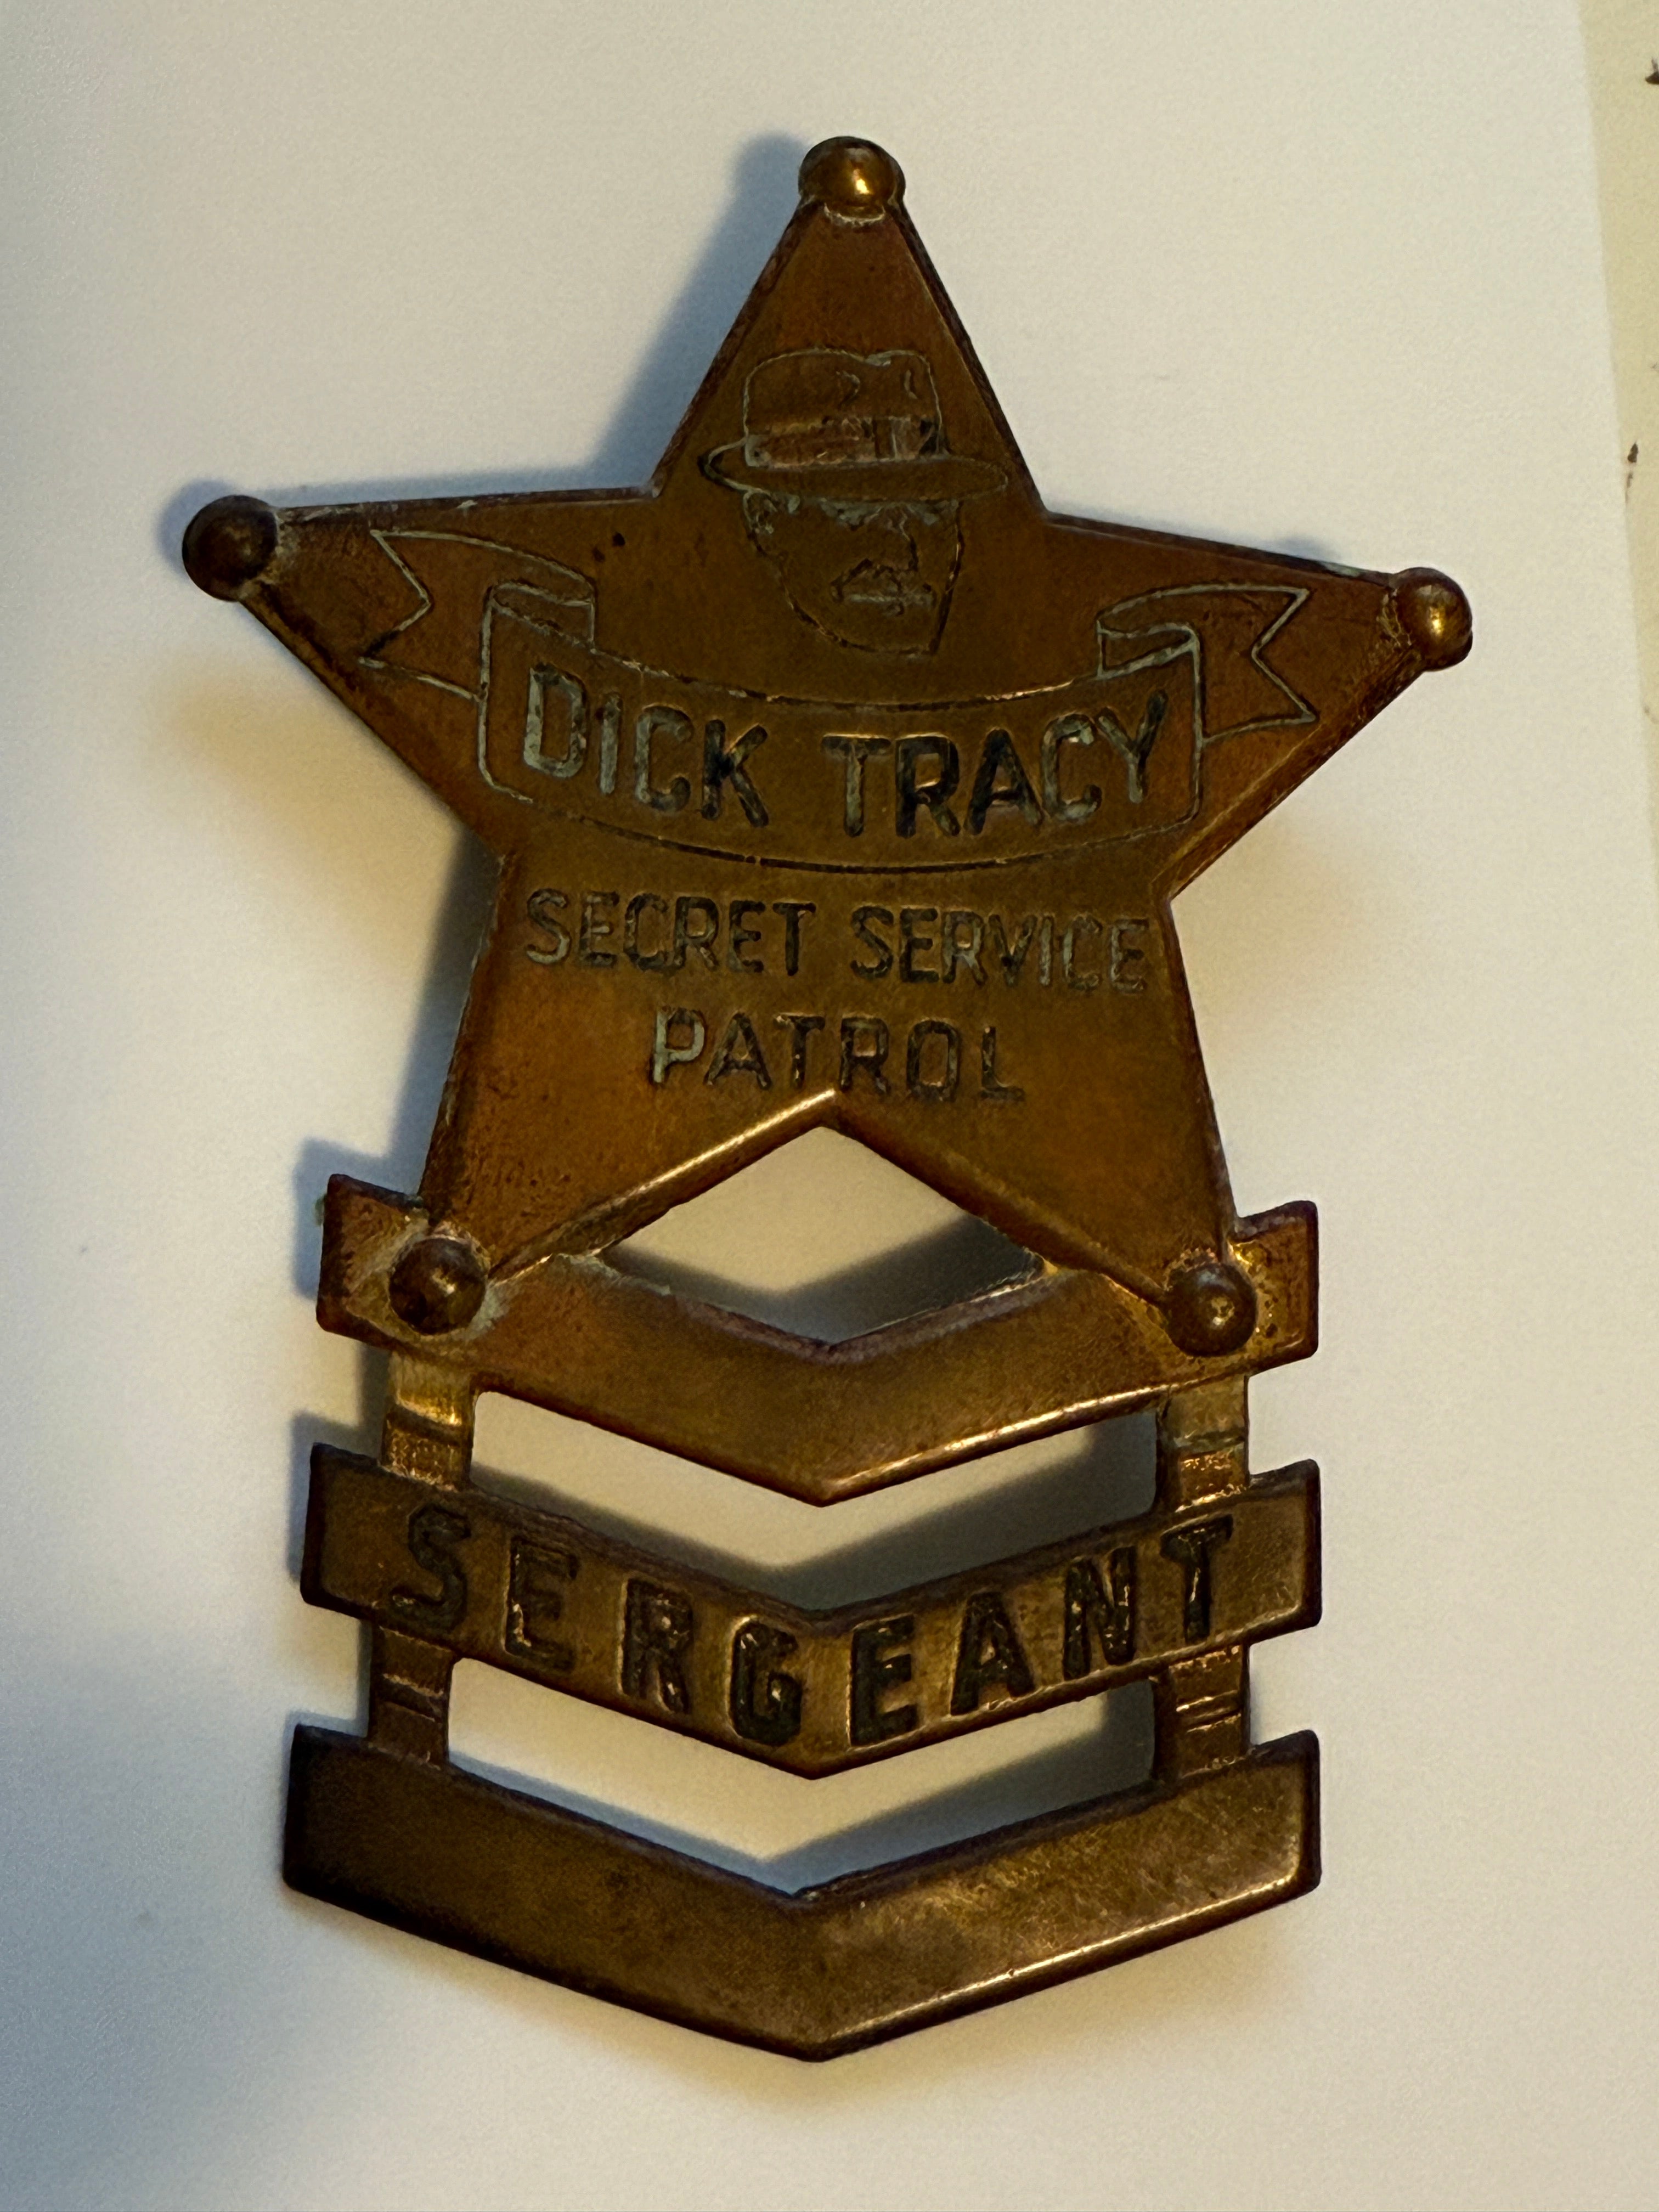 DICK TRACY
SECRET SERVICE
PATROL
SERGEANT